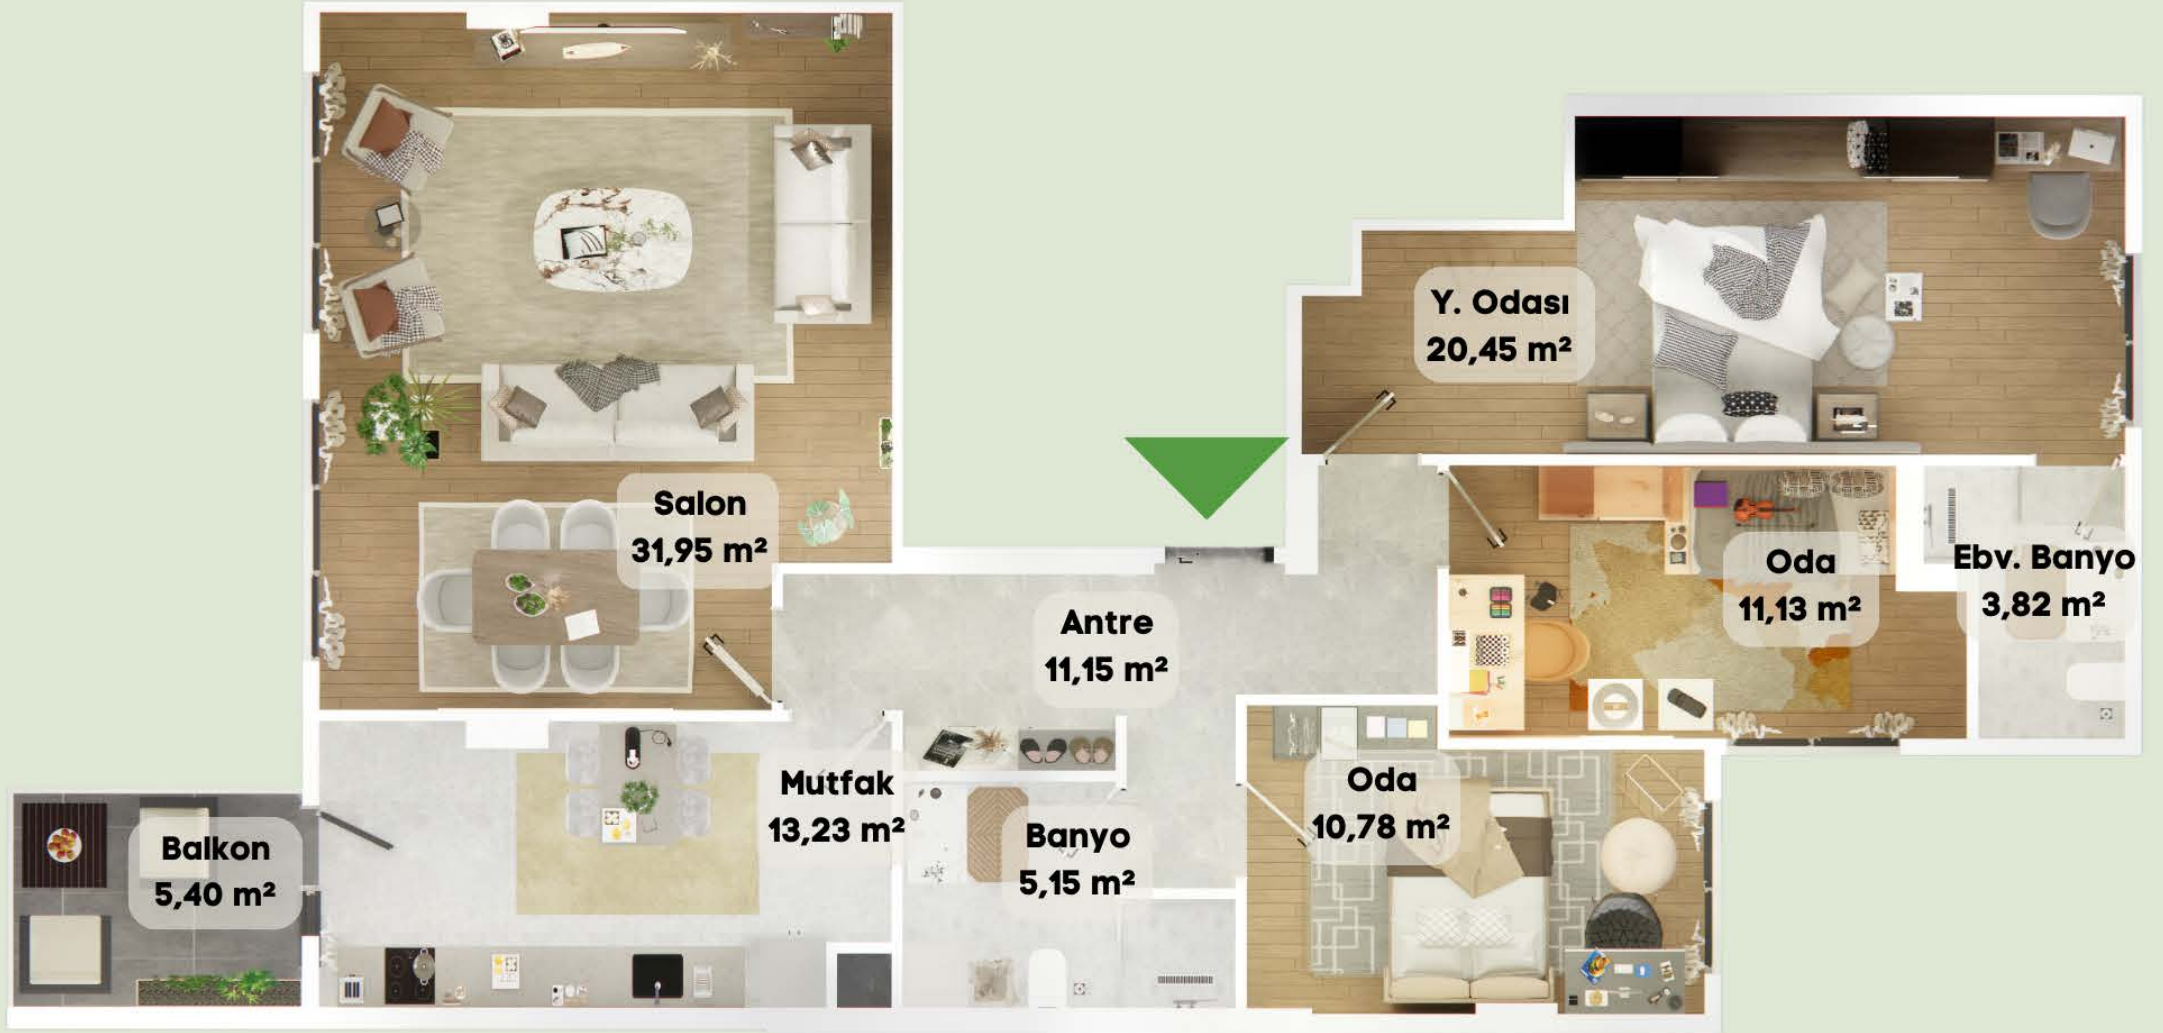 Y. Odası
20,45 m²
Salon
31,95 m²
Oda
11,13 m²
Ebv. Banyo
3,82 m²
Antre
11,15 m²
Mutfak
13,23 m²
Oda
10,78 m²
Balkon
5,40 m²
Banyo
5,15 m²